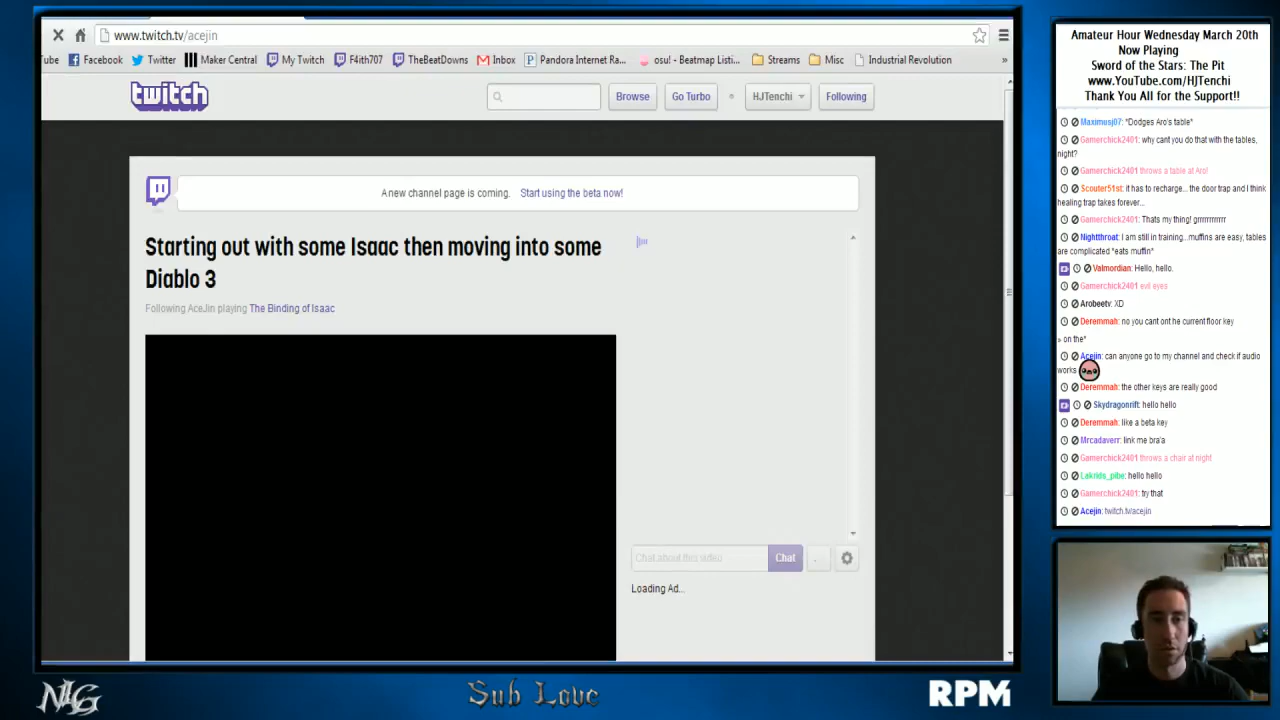 www.twitch.tv/acejin
ube
Facebook
Twitter
Maker Central
My Twitch
F4ith707
TheBeatDowns
Inbox
Pandora Internet Ra...
osu! - Beatmap Listi...
Streams
Misc
Industrial Revolution
»
twitch
Browse
Go Turbo
HJTenchi
Following
A new channel page is coming. Start using the beta now!
Starting out with some Isaac then moving into some
Diablo 3
Following AceJin playing The Binding of Isaac
Chat about this video
Chat
...
Loading Ad...
Amateur Hour Wednesday March 20th
Now Playing
Sword of the Stars: The Pit
www.YouTube.com/HJTenchi
Thank You All for the Support!!
Maximusj07: *Dodges Aro's table*
Gamerchick2401: why cant you do that with the tables,
night?
Gamerchick2401 throws a table at Aro!
Scouter51st: it has to recharge... the door trap and I think
healing trap takes forever...
Gamerchick2401: Thats my thing! grrrrrrrrrrr
Nightthroat: I am still in training...muffins are easy, tables
are complicated *eats muffin*
Valmordian: Hello, hello.
Gamerchick2401 evil eyes
Arobeetv: XD
Deremmah: no you cant ont he current floor key
» on the*
Acejin: can anyone go to my channel and check if audio
works
Deremmah: the other keys are really good
Skydragonrift: hello hello
Deremmah: like a beta key
Mrcadaverr: link me bra'a
Gamerchick2401 throws a chair at night
Lakrids_pibe: hello hello
Gamerchick2401: try that
Acejin: twitch.tv/acejin
NLG
Sub Love
RPM